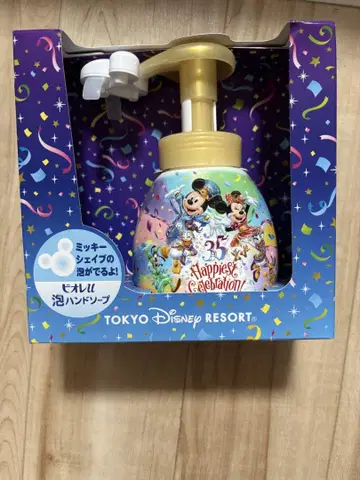 35
Happiest
Celebration!
ミッキー
シェイプの
泡がでるよ!
ビオレu
泡ハンドソープ
TOKYO Disney RESORT®